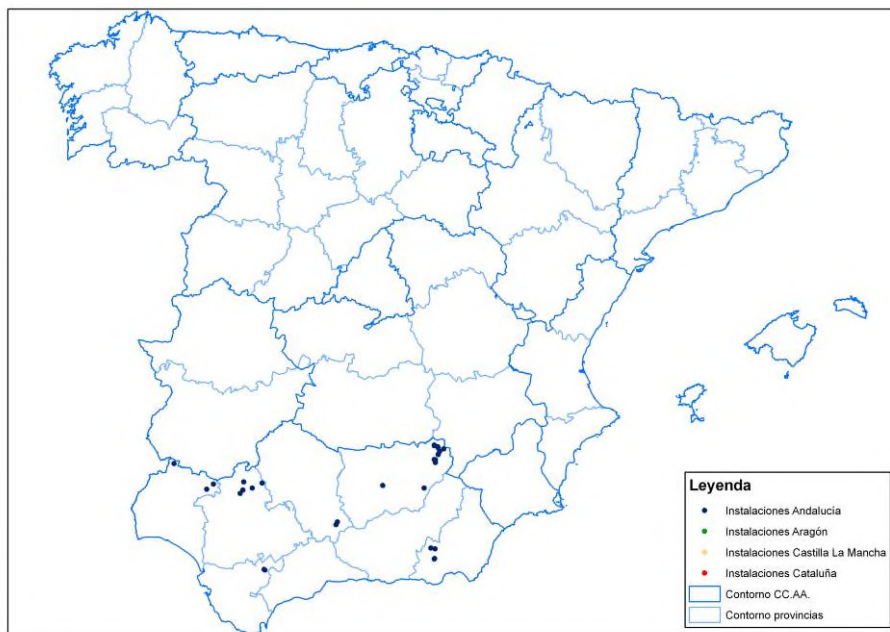 Leyenda
Instalaciones Andalucía
Instalaciones Aragón
Instalaciones Castilla La Mancha
Instalaciones Cataluña
Contorno CC.AA.
Contorno provincias